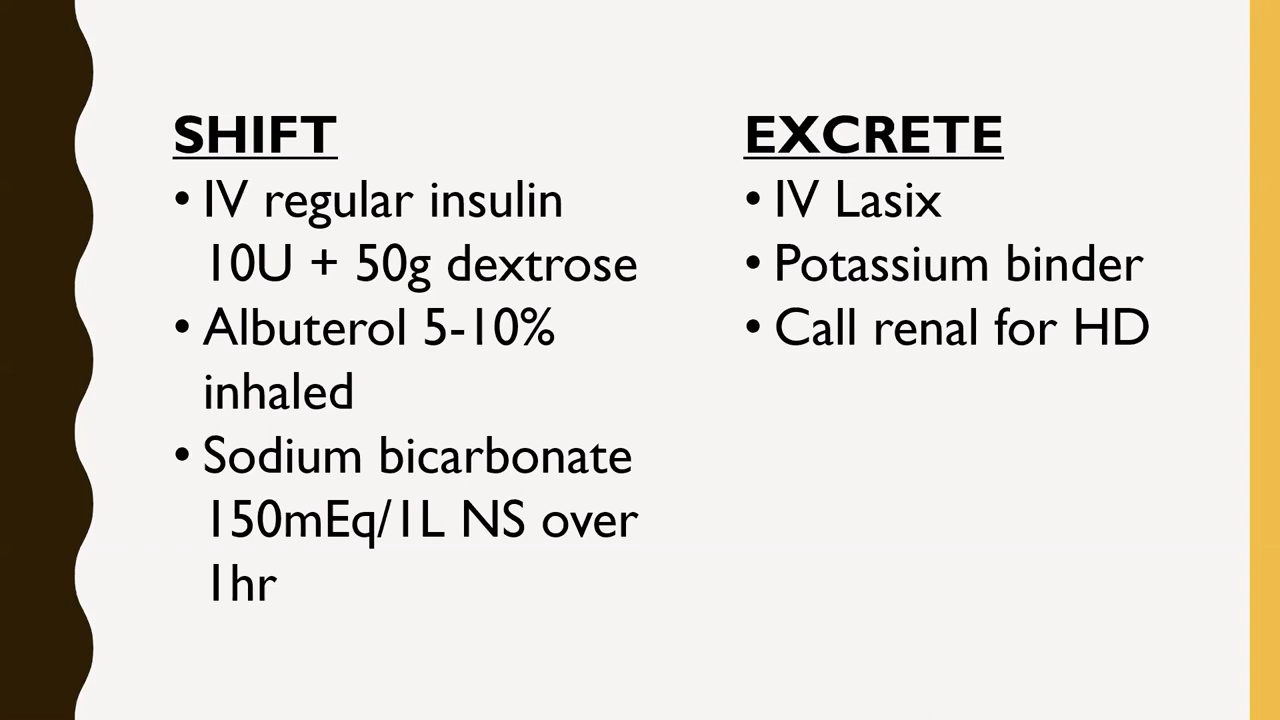 SHIFT
• IV regular insulin
10U + 50g dextrose
• Albuterol 5-10%
inhaled
• Sodium bicarbonate
150mEq/1L NS over
1hr
EXCRETE
• IV Lasix
• Potassium binder
• Call renal for HD